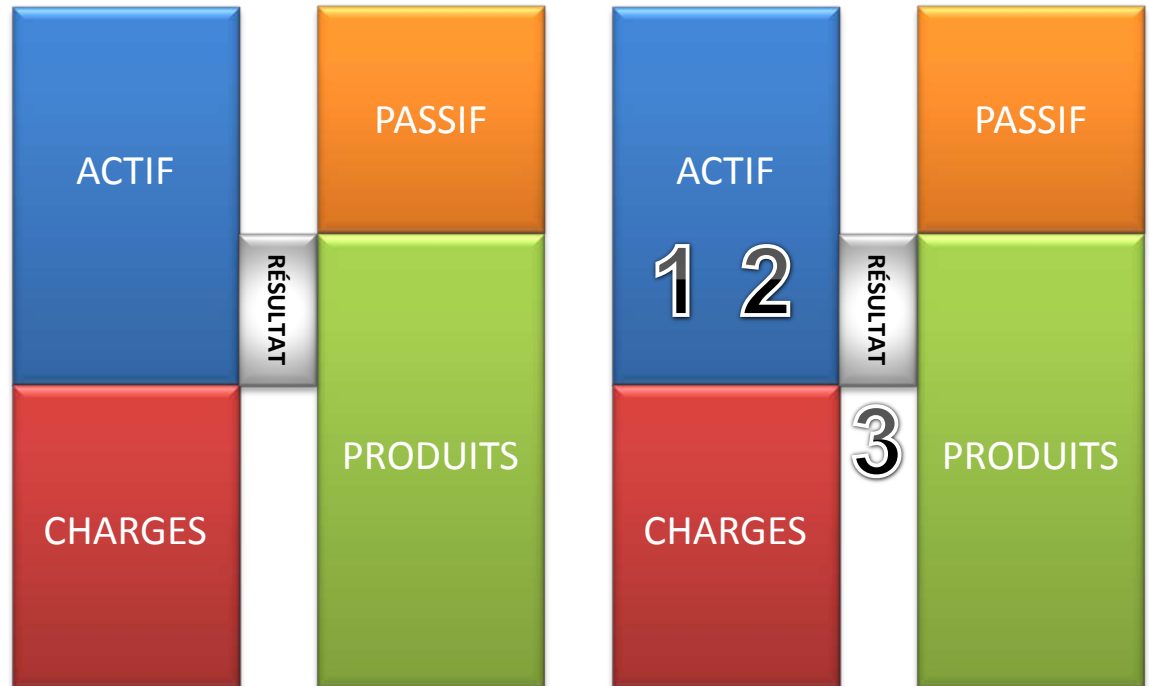 ACTIF
PASSIF
RÉSULTAT
CHARGES
PRODUITS
ACTIF
1 2
PASSIF
RÉSULTAT
3
CHARGES
PRODUITS